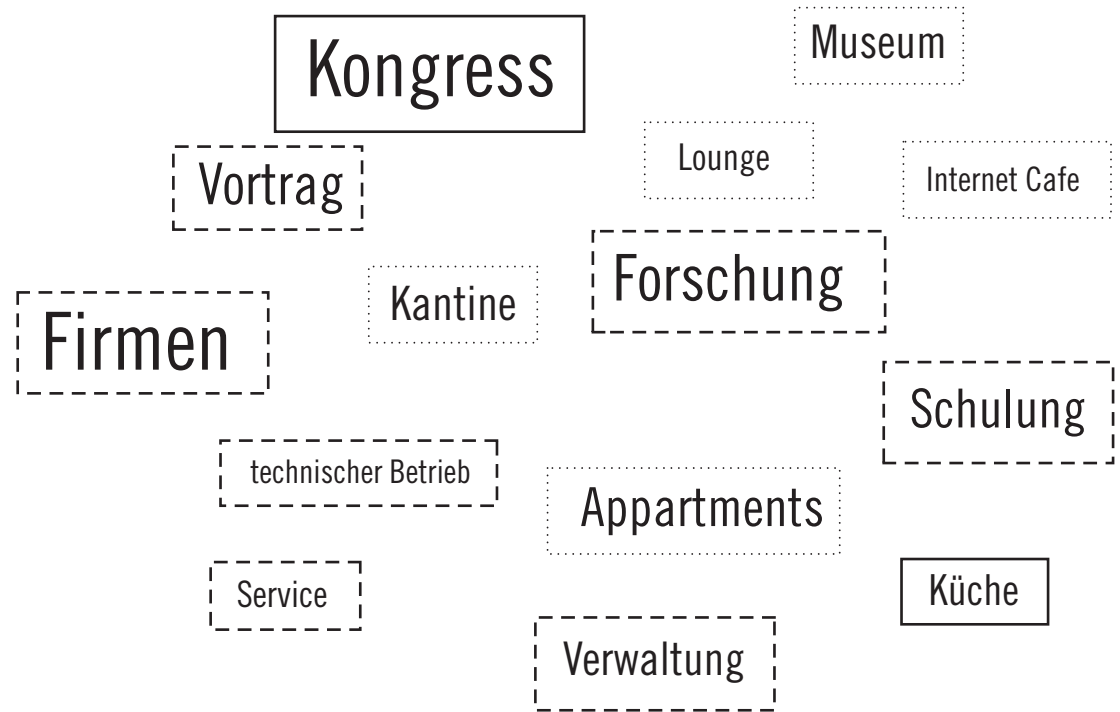 Kongress
Museum
Lounge
Vortrag
Internet Cafe
Forschung
Kantine
Firmen
Schulung
technischer Betrieb
Appartments
Service
Küche
Verwaltung